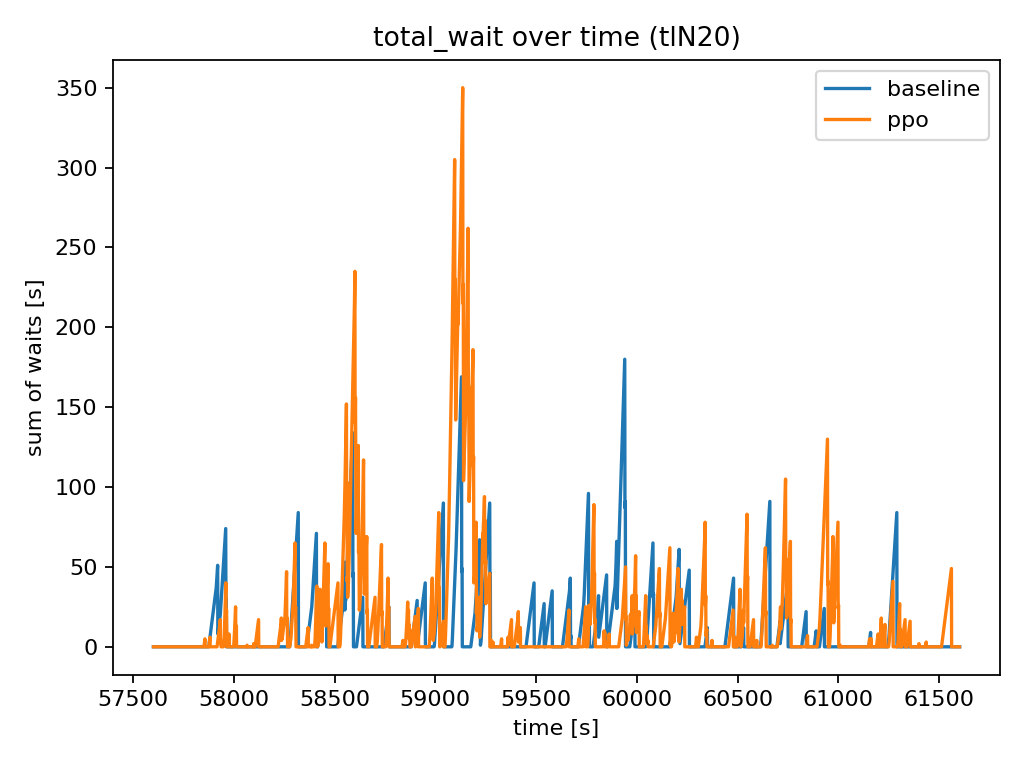 total_wait over time (tlN20)
baseline
ppo
350
300
250
200
150
100
50
0
sum of waits [s]
57500 58000 58500 59000 59500 60000 60500 61000 61500
time [s]